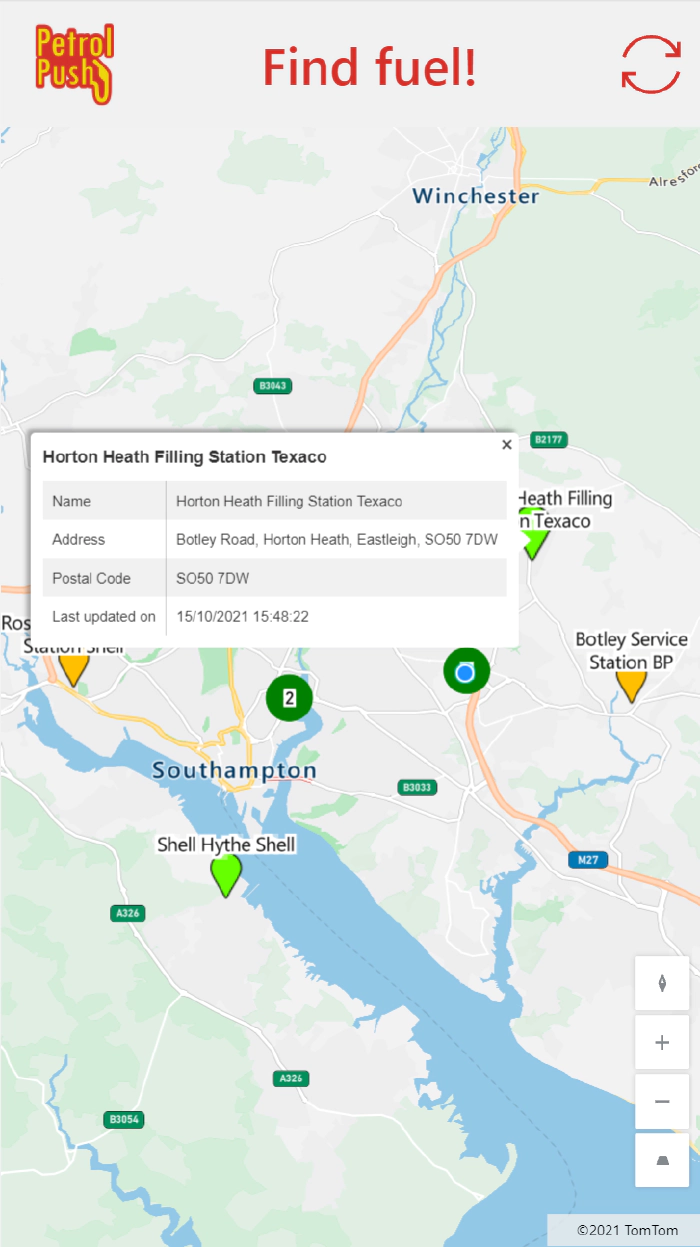 Petrol
Push
Find fuel!
Winchester
B3043
B2177
×
Horton Heath Filling Station Texaco
Name Horton Heath Filling Station Texaco
Address Botley Road, Horton Heath, Eastleigh, SO50 7DW
Postal Code SO50 7DW
Last updated on 15/10/2021 15:48:22
Heath Filling
n Texaco
Ros
Station Shell
Botley Service
Station BP
2
Southampton
B3033
Shell Hythe Shell
M27
A326
A326
B3054
©2021 TomTom